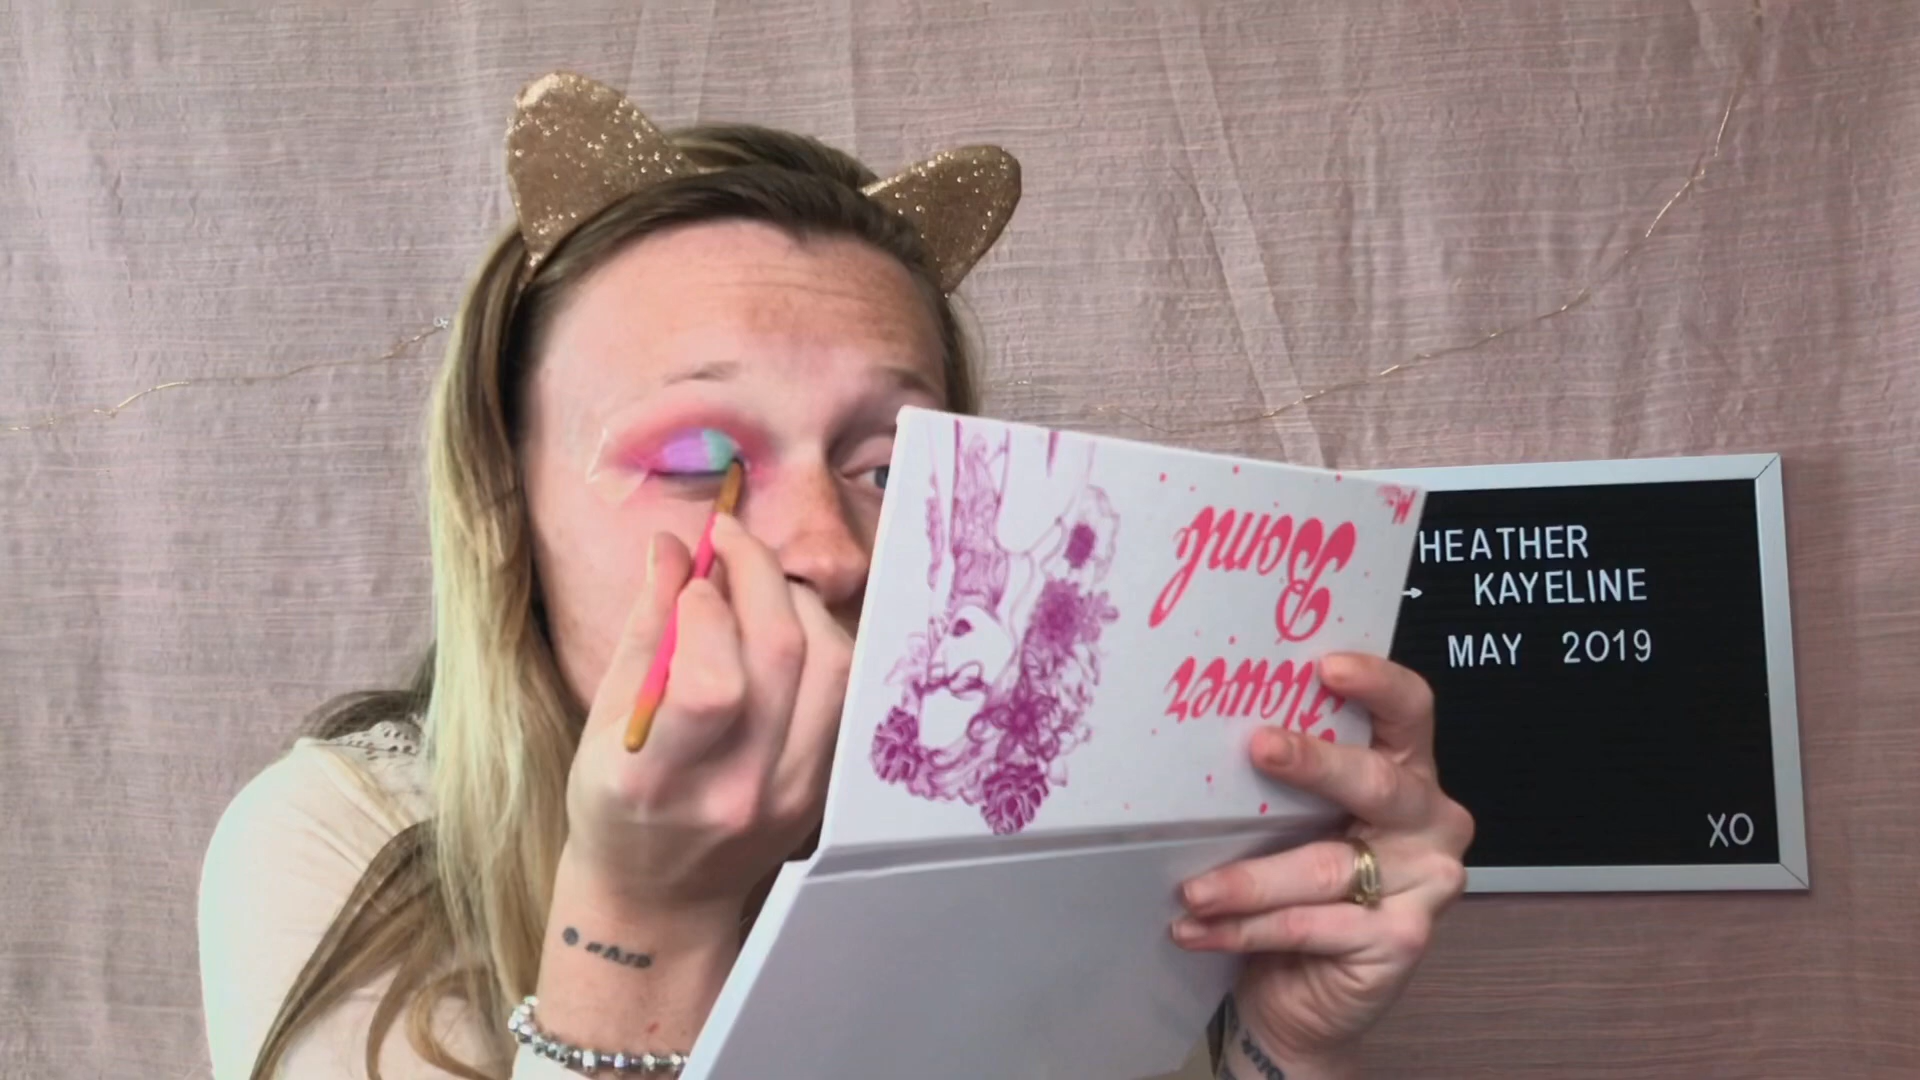 Flower
Bomb
HEATHER
KAYELINE
MAY 2019
XO